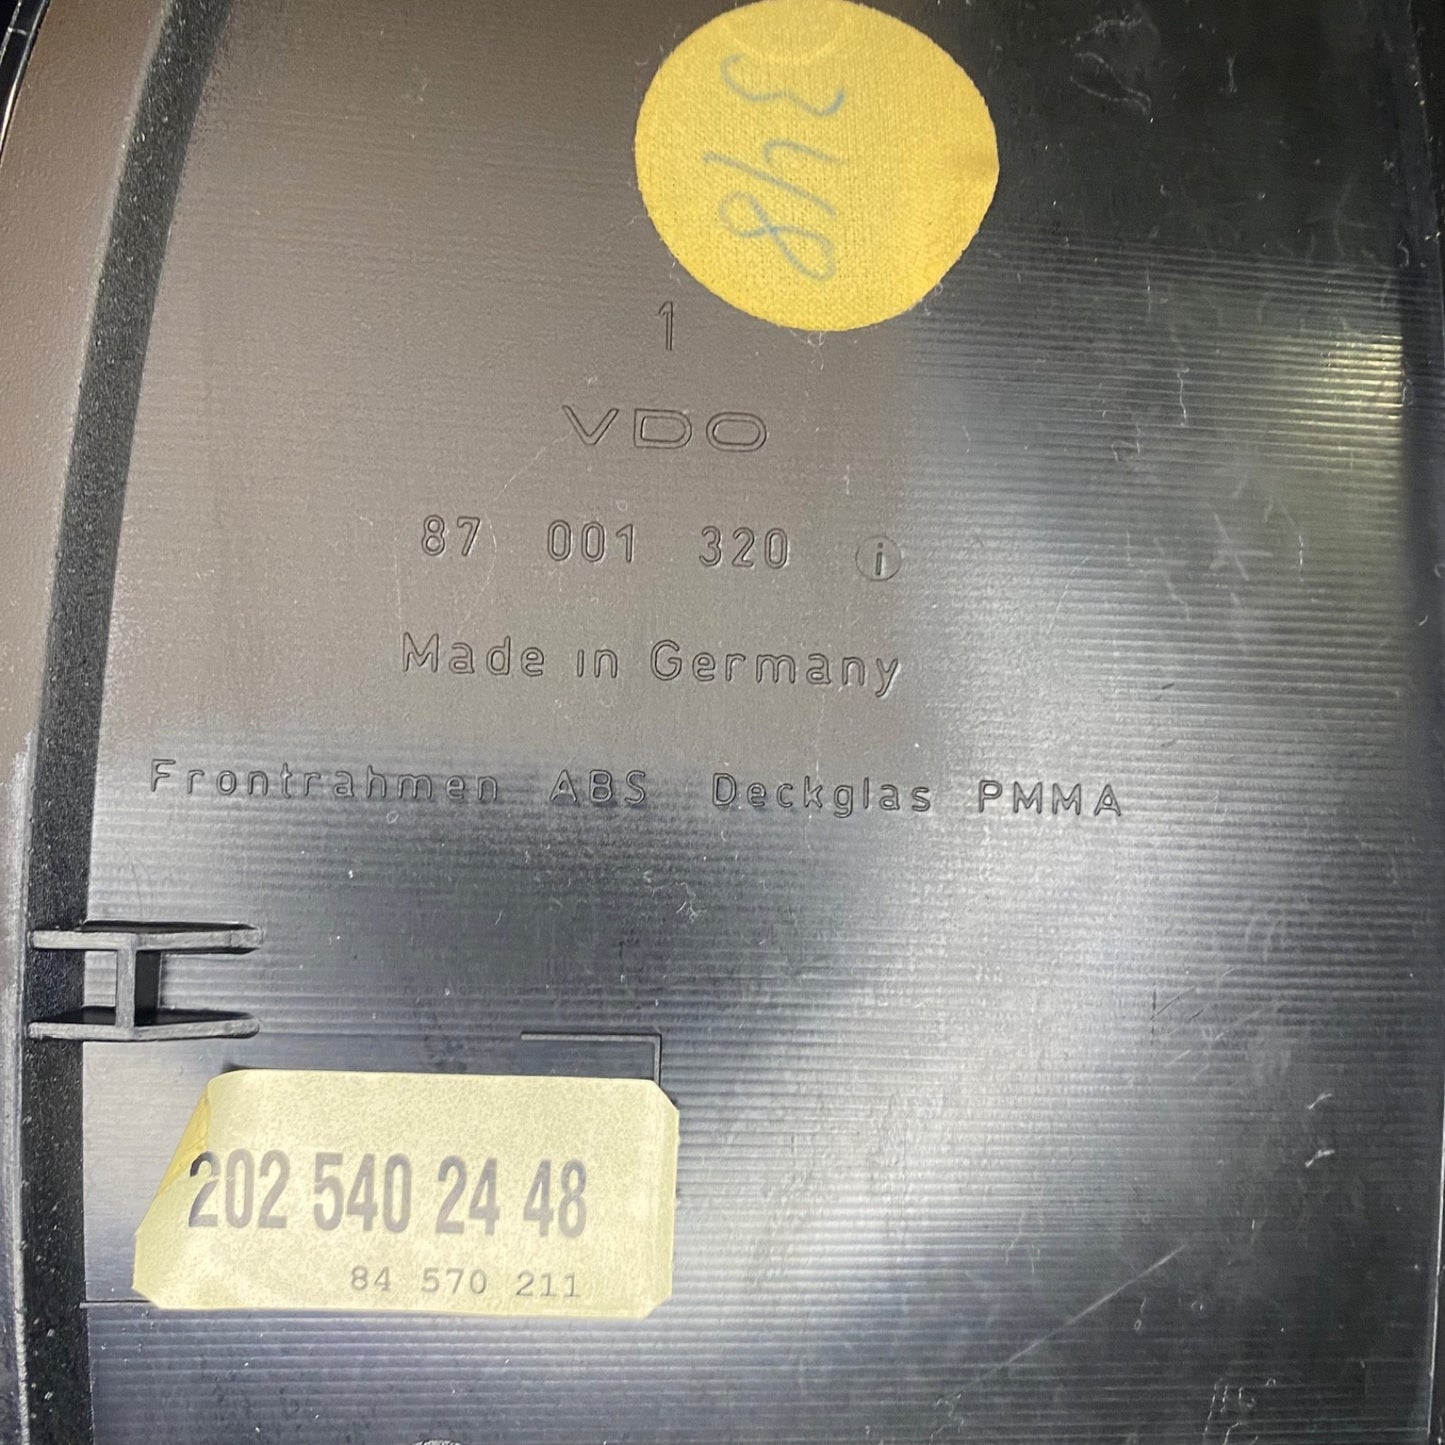 348
1
VDO
87 001 320 i
Made in Germany
Frontrahmen ABS Deckglas PMMA
202 540 24 48
84 570 211